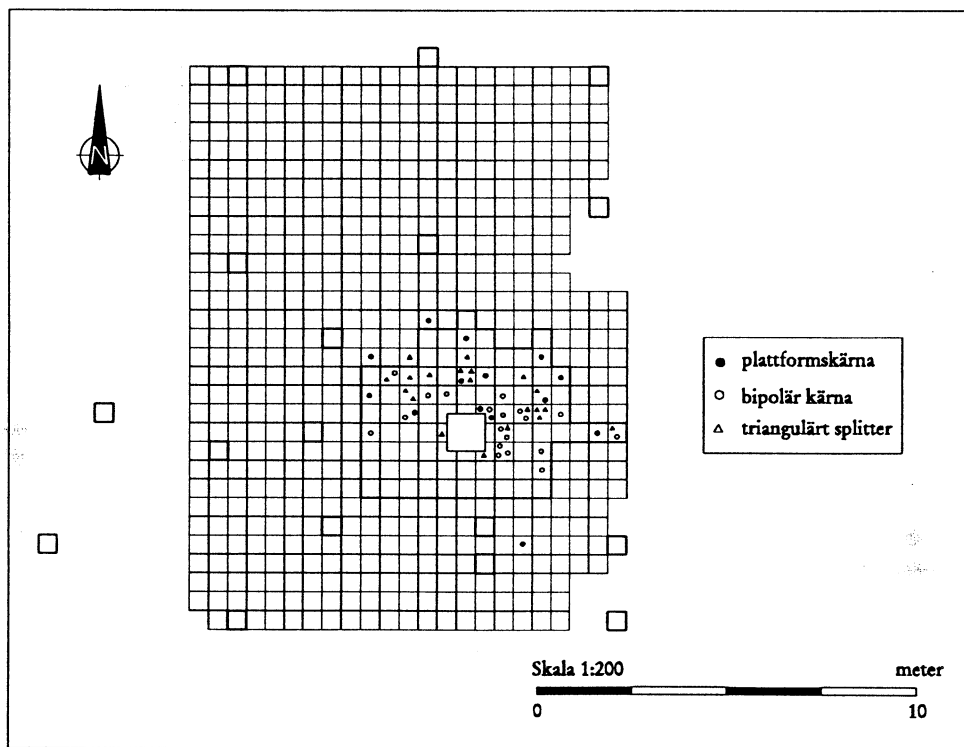 N
plattformskärna
bipolär kärna
triangulärt splitter
Skala 1:200 meter
0 10